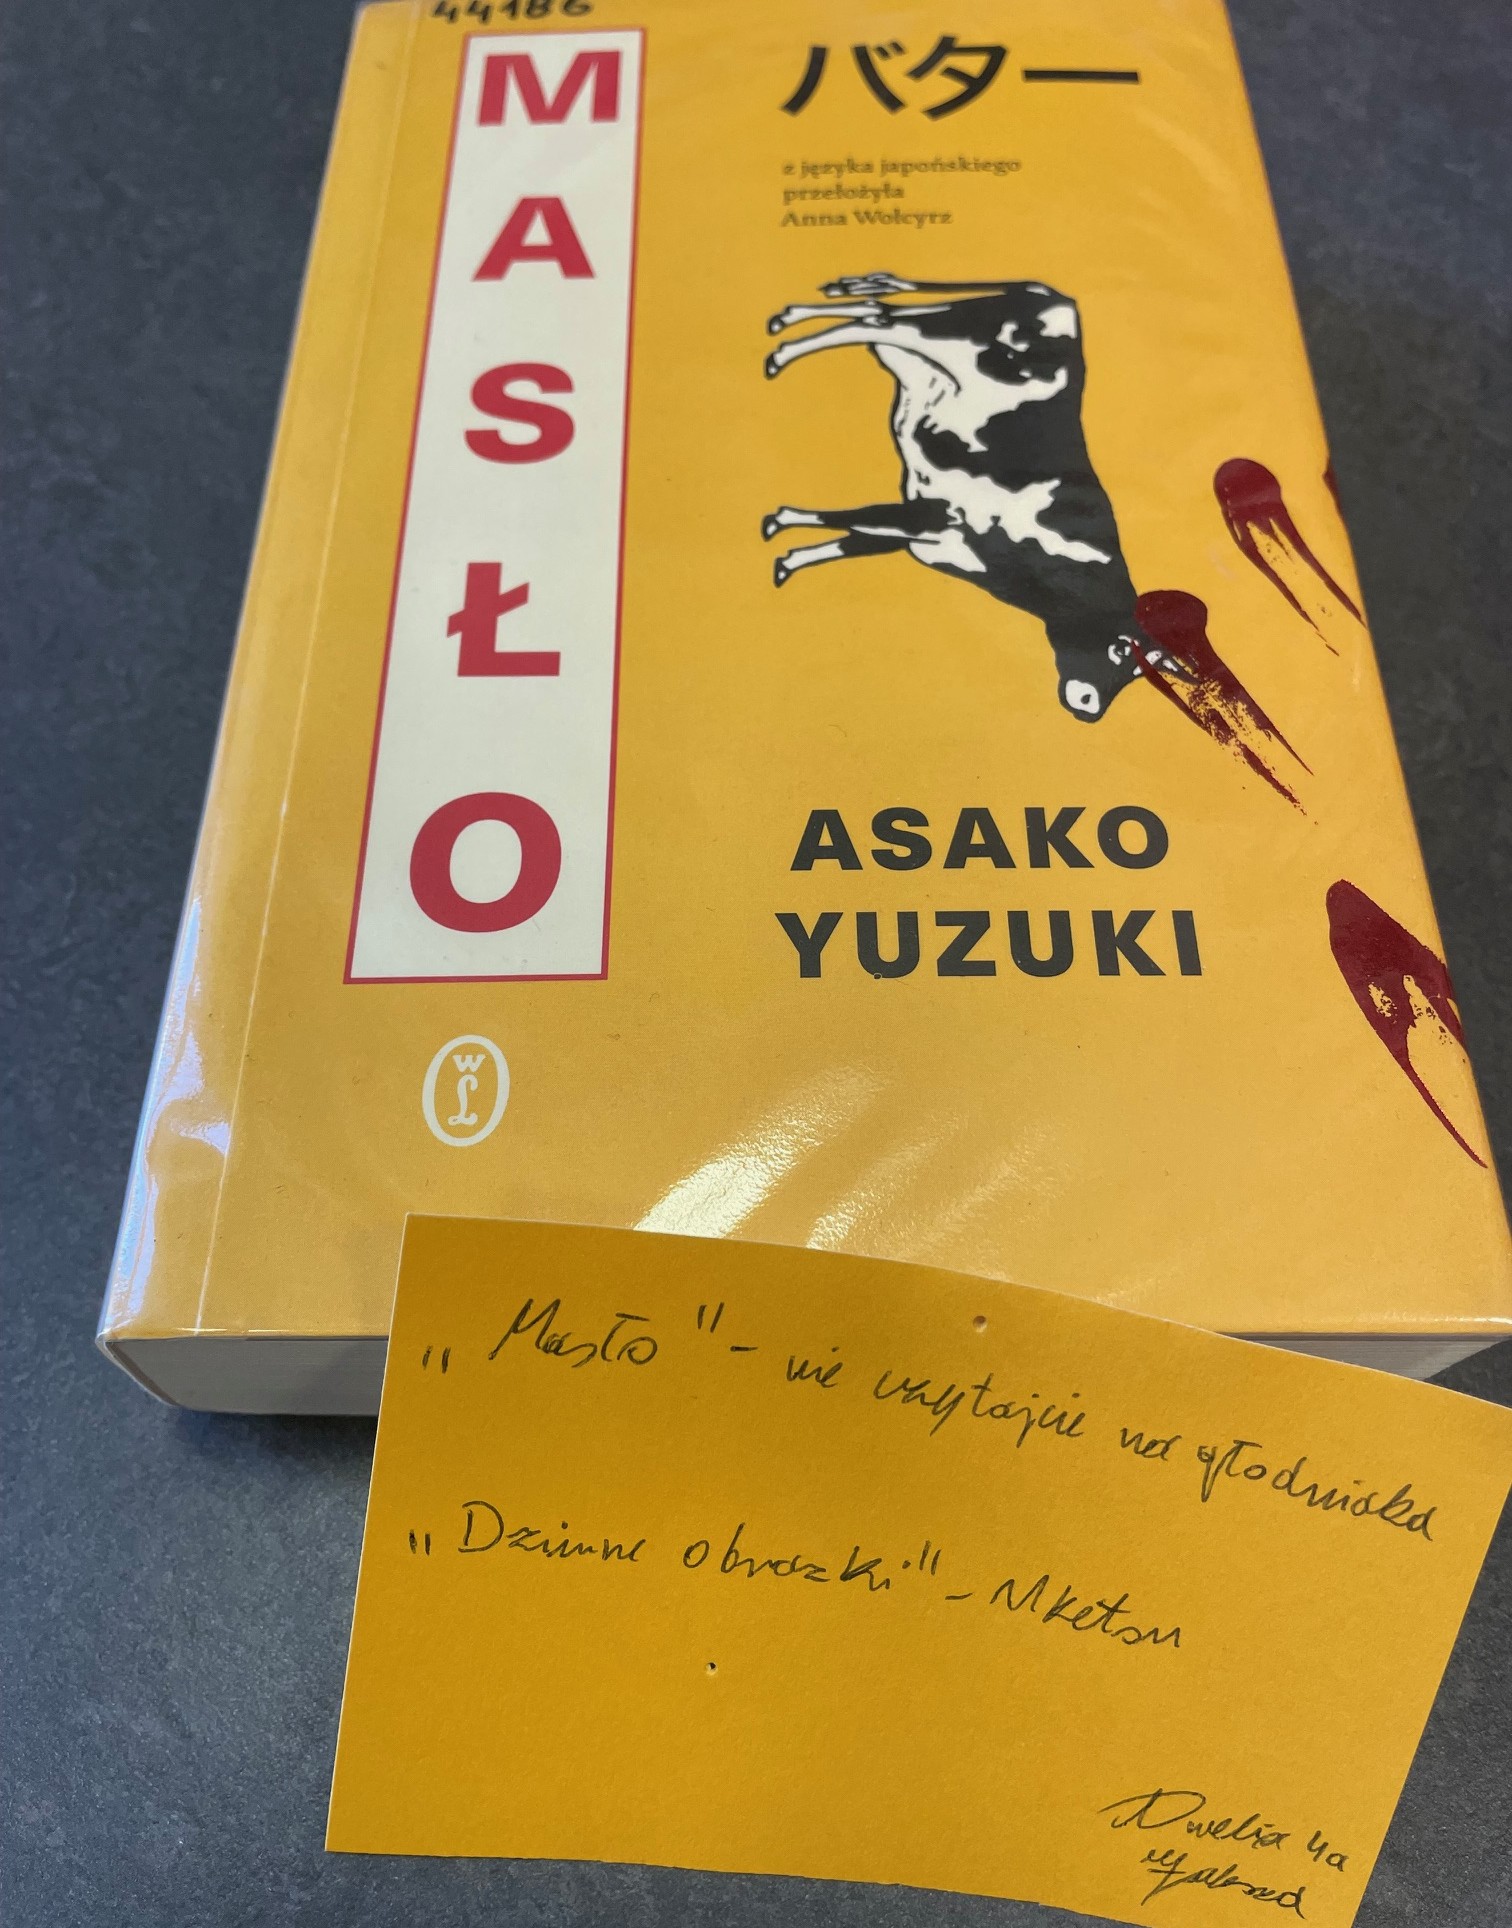 44186
MASŁO
バター
z języka japońskiego
przełożyła
Anna Wołcyrz
ASAKO
YUZUKI
WL
„Masło" - nie czytajcie na głodniaka
„Dziwne obrazki" - Uketsu
4a